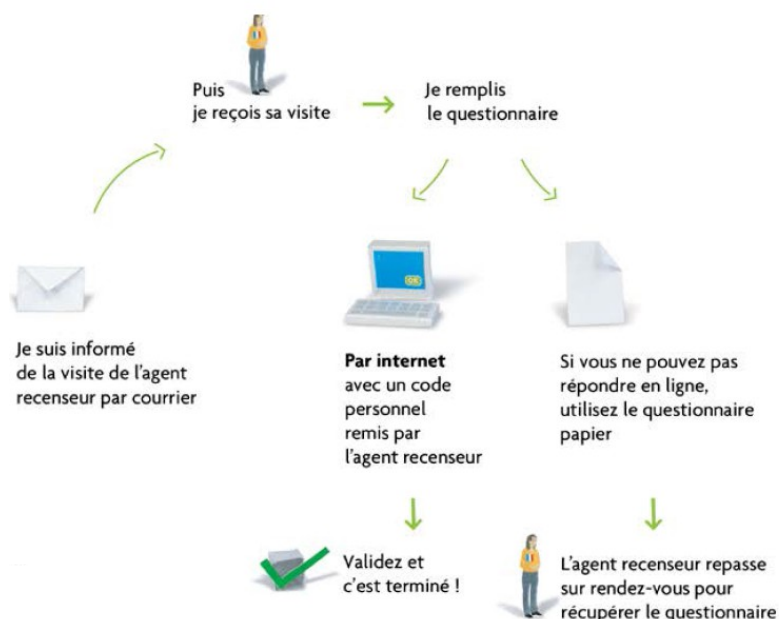 Puis
je reçois sa visite
Je remplis
le questionnaire
Je suis informé
de la visite de l'agent
recenseur par courrier
OK
Par internet
avec un code
personnel
remis par
l'agent recenseur
Si vous ne pouvez pas
répondre en ligne,
utilisez le questionnaire
papier
Validez et
c'est terminé !
L'agent recenseur repasse
sur rendez-vous pour
récupérer le questionnaire